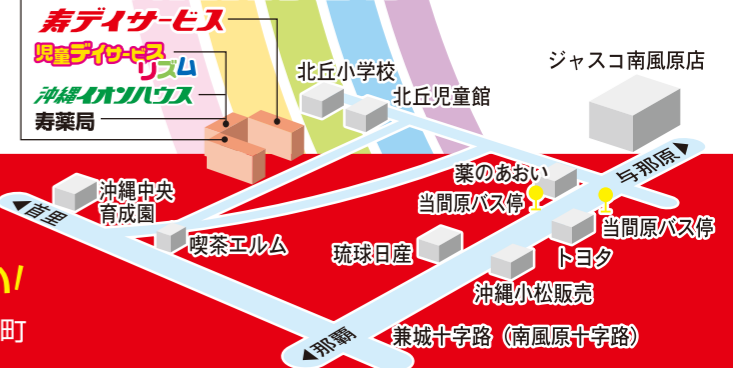 寿デイサービス
児童デイサービス
リズム
沖縄イオンハウス
寿薬局
北丘小学校
北丘児童館
ジャスコ南風原店
薬のあおい
与那原▶
当間原バス停
当間原バス停
沖縄中央
育成園
◀首里
喫茶エルム
琉球日産
トヨタ
沖縄小松販売
兼城十字路（南風原十字路）
◀那覇
い!
町